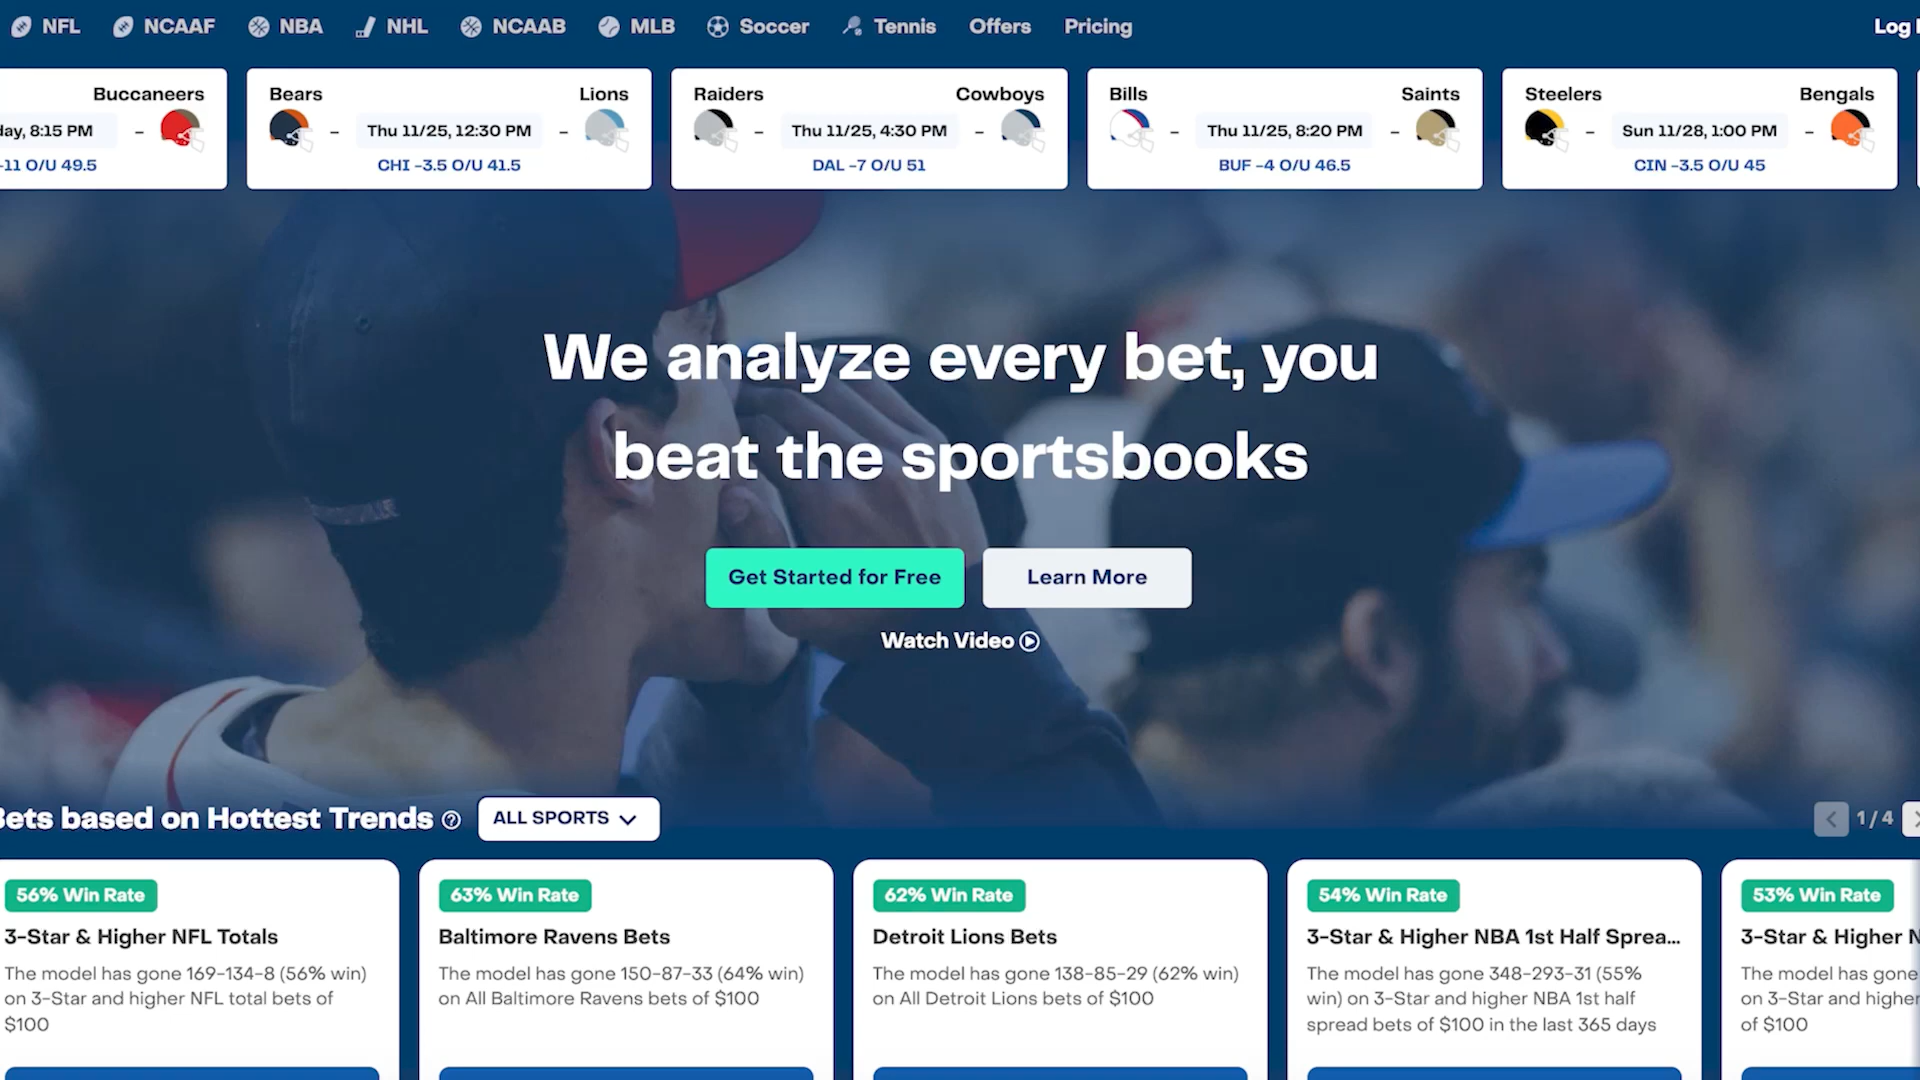 NFL NCAAF NBA NHL NCAAB MLB Soccer Tennis Offers Pricing Log
Buccaneers
8:15 PM
-11 O/U 49.5
Bears Lions
Thu 11/25, 12:30 PM
CHI -3.5 O/U 41.5
Raiders Cowboys
Thu 11/25, 4:30 PM
DAL -7 O/U 51
Bills Saints
Thu 11/25, 8:20 PM
BUF -4 O/U 46.5
Steelers Bengals
Sun 11/28, 1:00 PM
CIN -3.5 O/U 45
We analyze every bet, you
beat the sportsbooks
Get Started for Free Learn More
Watch Video
Bets based on Hottest Trends ALL SPORTS 1 / 4
56% Win Rate
3-Star & Higher NFL Totals
The model has gone 169-134-8 (56% win)
on 3-Star and higher NFL total bets of
$100
63% Win Rate
Baltimore Ravens Bets
The model has gone 150-87-33 (64% win)
on All Baltimore Ravens bets of $100
62% Win Rate
Detroit Lions Bets
The model has gone 138-85-29 (62% win)
on All Detroit Lions bets of $100
54% Win Rate
3-Star & Higher NBA 1st Half Sprea...
The model has gone 348-293-31 (55%
win) on 3-Star and higher NBA 1st half
spread bets of $100 in the last 365 days
53% Win Rate
3-Star & Higher
The model has gone
on 3-Star and higher
of $100